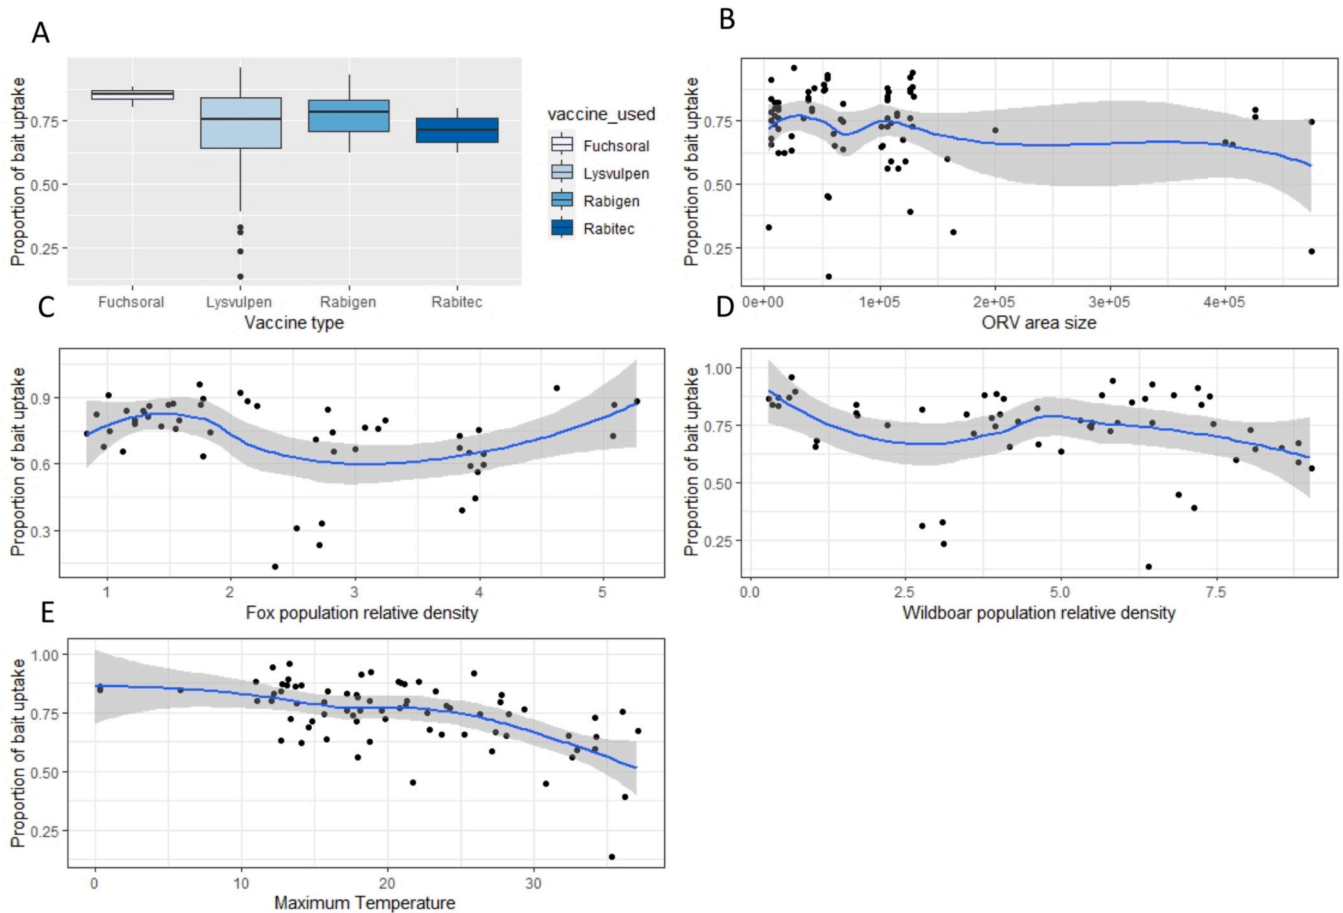 A
Proportion of bait uptake
0.75
0.50
0.25
Fuchsoral Lysvulpen Rabigen Rabitec
Vaccine type
vaccine_used
Fuchsoral
Lysvulpen
Rabigen
Rabitec
B
Proportion of bait uptake
1.00
0.75
0.50
0.25
0e+00 1e+05 2e+05 3e+05 4e+05
ORV area size
C
Proportion of bait uptake
0.9
0.6
0.3
1 2 3 4 5
Fox population relative density
D
Proportion of bait uptake
1.00
0.75
0.50
0.25
0.0 2.5 5.0 7.5
Wildboar population relative density
E
Proportion of bait uptake
1.00
0.75
0.50
0.25
0 10 20 30
Maximum Temperature